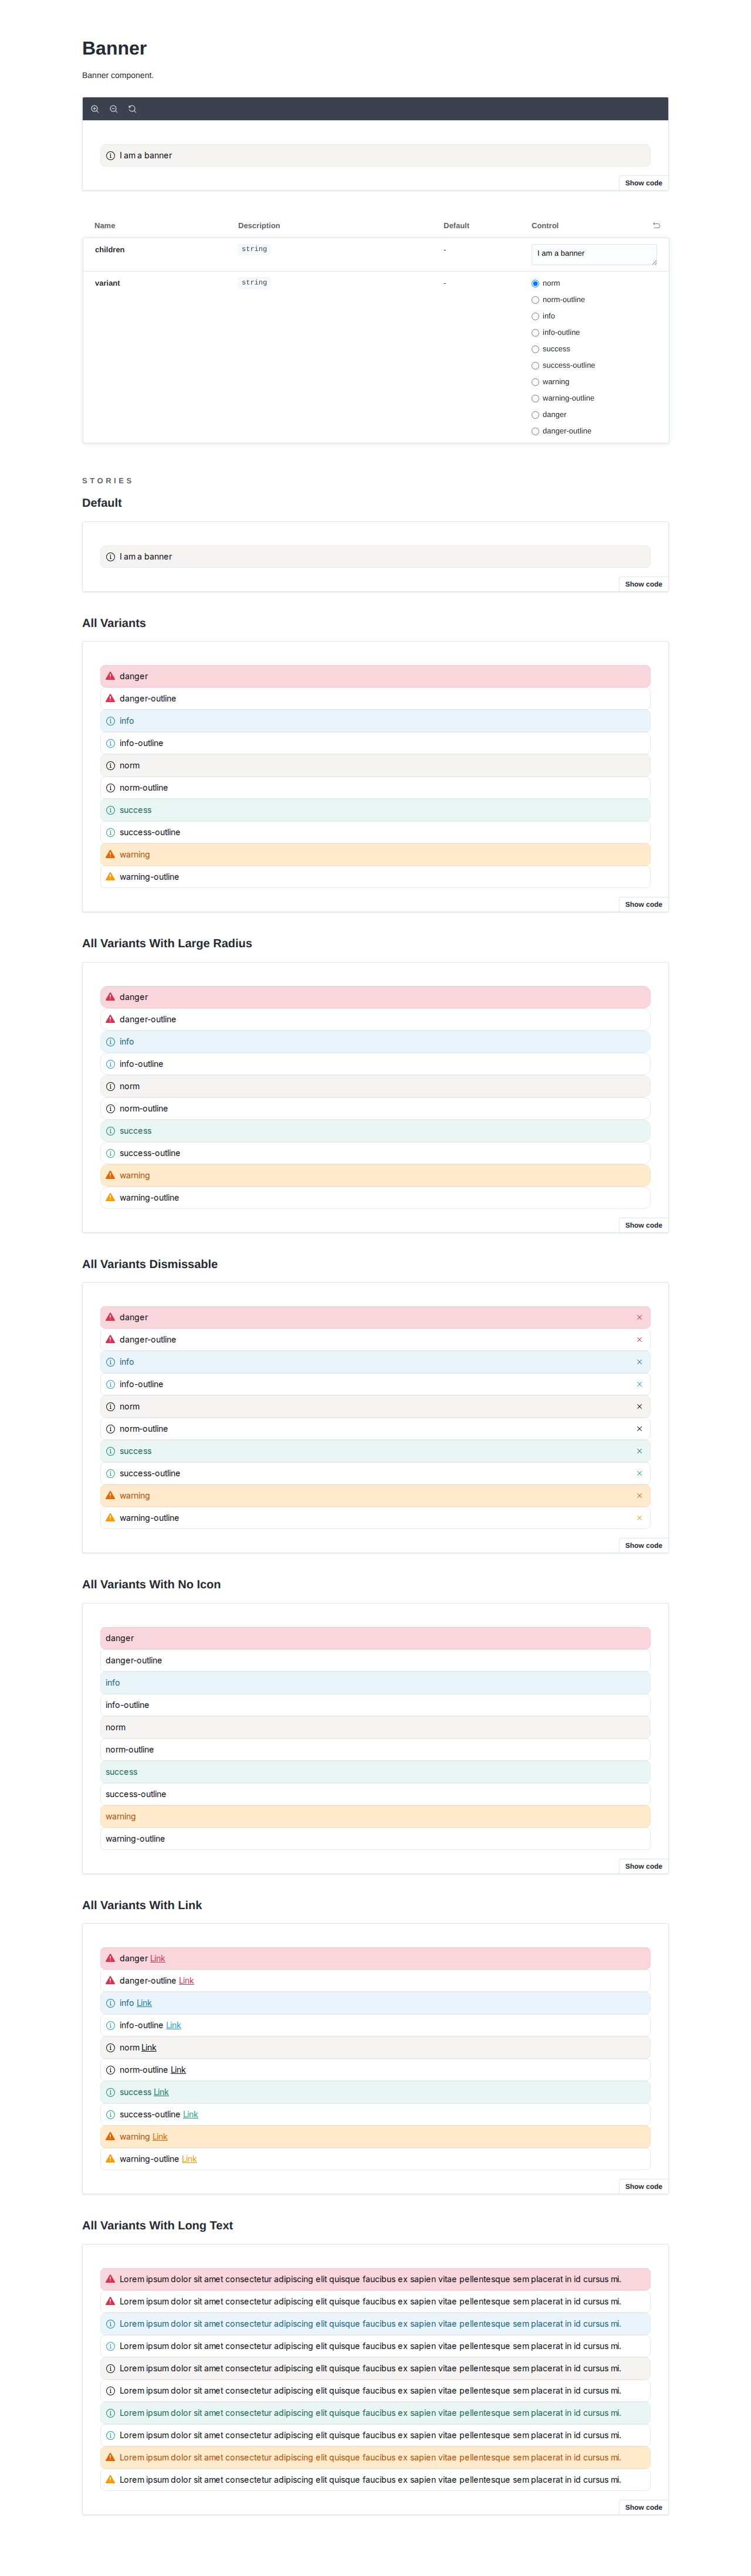 Banner
Banner component.
I am a banner
Show code
Name Description Default Control
children string - I am a banner
variant string - norm
norm-outline
info
info-outline
success
success-outline
warning
warning-outline
danger
danger-outline
STORIES
Default
I am a banner
Show code
All Variants
danger
danger-outline
info
info-outline
norm
norm-outline
success
success-outline
warning
warning-outline
Show code
All Variants With Large Radius
danger
danger-outline
info
info-outline
norm
norm-outline
success
success-outline
warning
warning-outline
Show code
All Variants Dismissable
danger
danger-outline
info
info-outline
norm
norm-outline
success
success-outline
warning
warning-outline
Show code
All Variants With No Icon
danger
danger-outline
info
info-outline
norm
norm-outline
success
success-outline
warning
warning-outline
Show code
All Variants With Link
danger Link
danger-outline Link
info Link
info-outline Link
norm Link
norm-outline Link
success Link
success-outline Link
warning Link
warning-outline Link
Show code
All Variants With Long Text
Lorem ipsum dolor sit amet consectetur adipiscing elit quisque faucibus ex sapien vitae pellentesque sem placerat in id cursus mi.
Lorem ipsum dolor sit amet consectetur adipiscing elit quisque faucibus ex sapien vitae pellentesque sem placerat in id cursus mi.
Lorem ipsum dolor sit amet consectetur adipiscing elit quisque faucibus ex sapien vitae pellentesque sem placerat in id cursus mi.
Lorem ipsum dolor sit amet consectetur adipiscing elit quisque faucibus ex sapien vitae pellentesque sem placerat in id cursus mi.
Lorem ipsum dolor sit amet consectetur adipiscing elit quisque faucibus ex sapien vitae pellentesque sem placerat in id cursus mi.
Lorem ipsum dolor sit amet consectetur adipiscing elit quisque faucibus ex sapien vitae pellentesque sem placerat in id cursus mi.
Lorem ipsum dolor sit amet consectetur adipiscing elit quisque faucibus ex sapien vitae pellentesque sem placerat in id cursus mi.
Lorem ipsum dolor sit amet consectetur adipiscing elit quisque faucibus ex sapien vitae pellentesque sem placerat in id cursus mi.
Lorem ipsum dolor sit amet consectetur adipiscing elit quisque faucibus ex sapien vitae pellentesque sem placerat in id cursus mi.
Lorem ipsum dolor sit amet consectetur adipiscing elit quisque faucibus ex sapien vitae pellentesque sem placerat in id cursus mi.
Show code